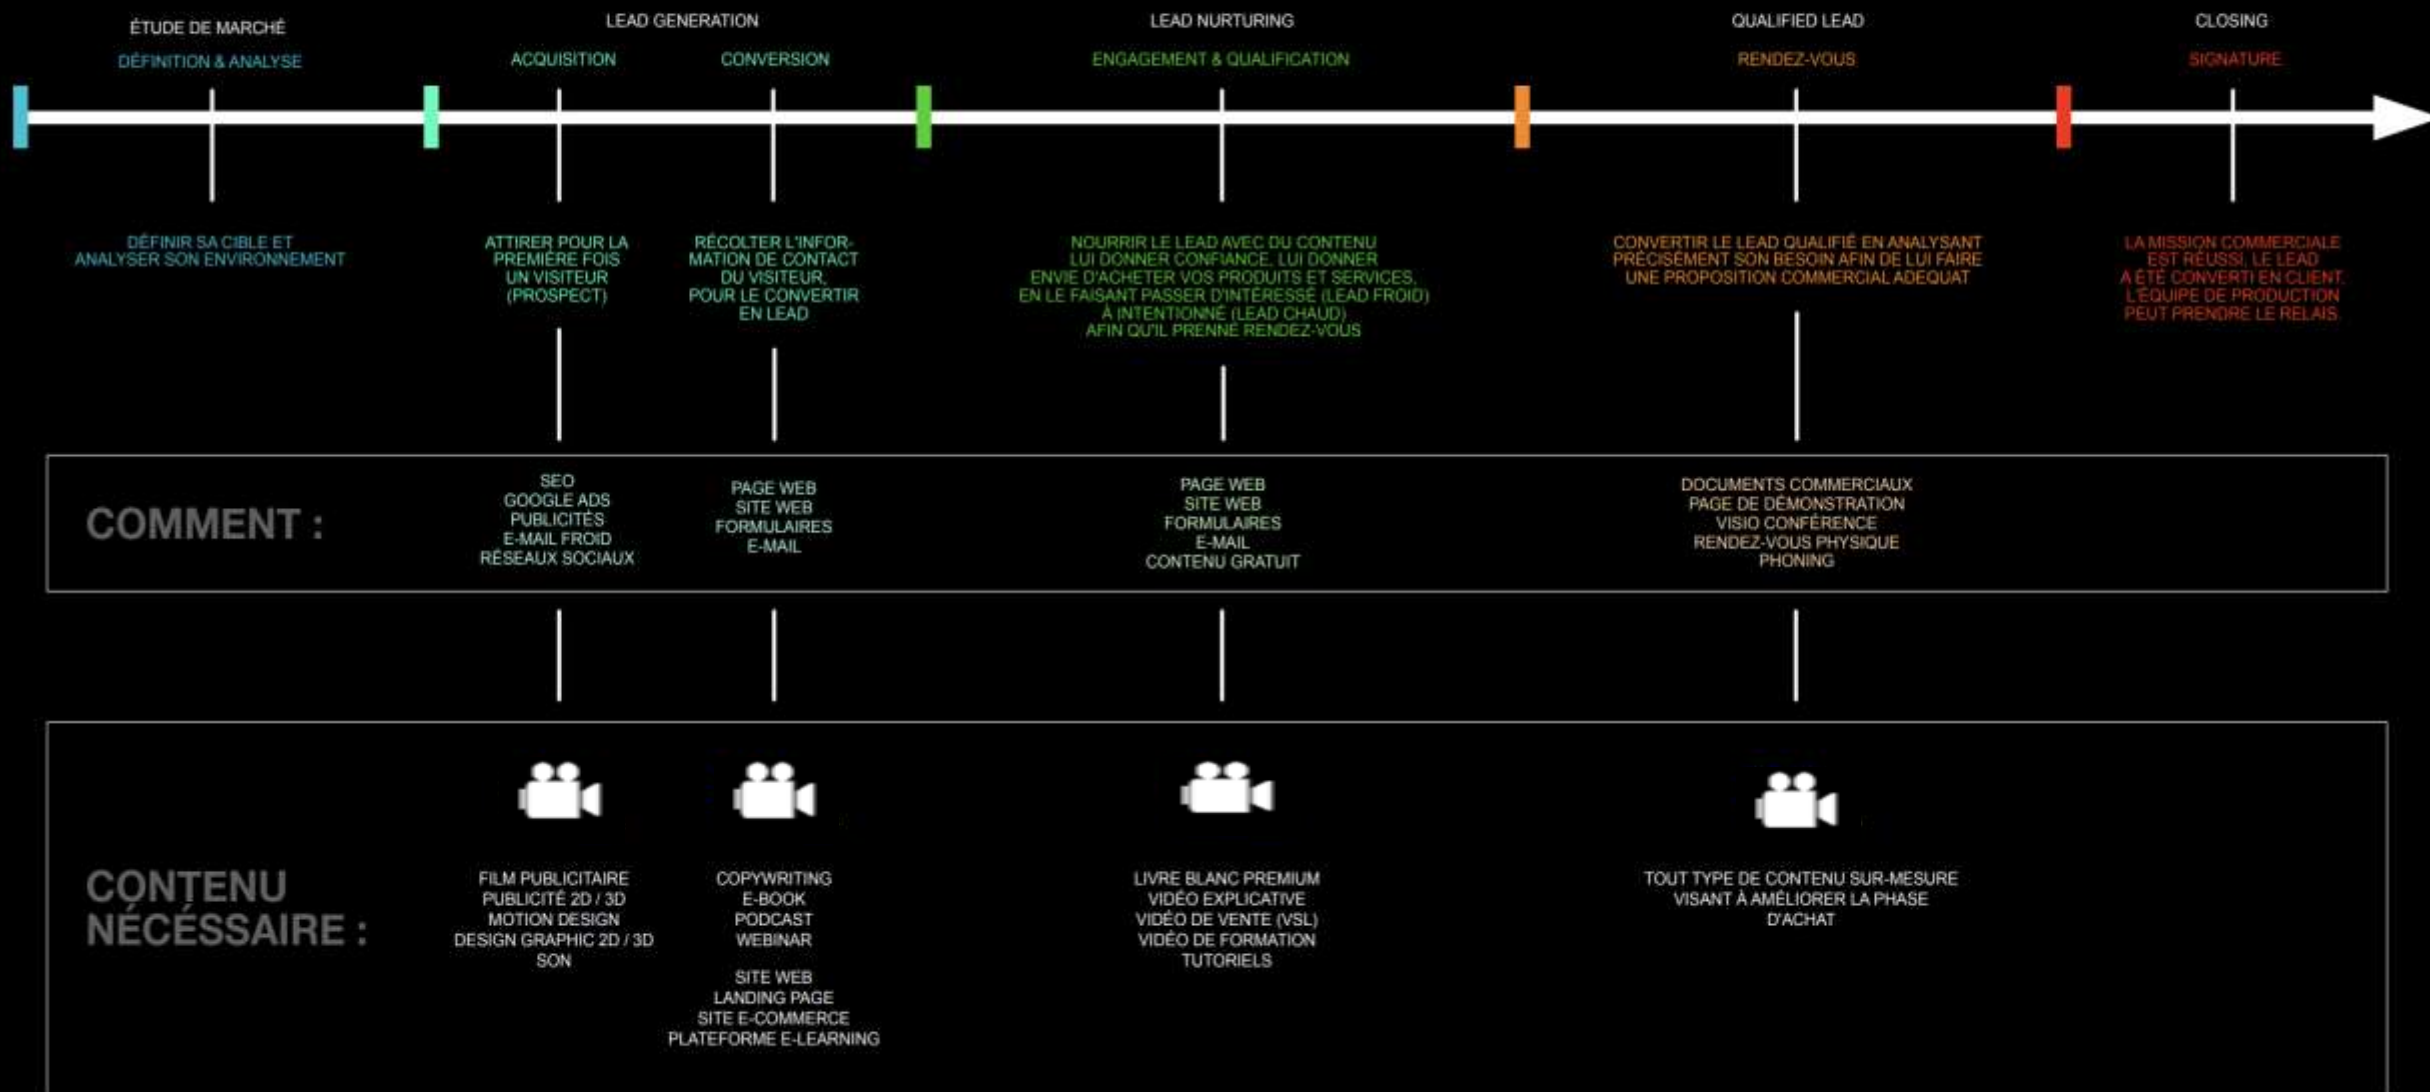 ÉTUDE DE MARCHÉ
DÉFINITION & ANALYSE
LEAD GENERATION
ACQUISITION
CONVERSION
LEAD NURTURING
ENGAGEMENT & QUALIFICATION
QUALIFIED LEAD
RENDEZ-VOUS
CLOSING
SIGNATURE
DÉFINIR SA CIBLE ET
ANALYSER SON ENVIRONNEMENT
ATTIRER POUR LA
PREMIÈRE FOIS
UN VISITEUR
(PROSPECT)
RÉCOLTER L'INFOR-
MATION DE CONTACT
DU VISITEUR,
POUR LE CONVERTIR
EN LEAD
NOURRIR LE LEAD AVEC DU CONTENU
LUI DONNER CONFIANCE, LUI DONNER
ENVIE D'ACHETER VOS PRODUITS ET SERVICES,
EN LE FAISANT PASSER D'INTÉRESSÉ (LEAD FROID)
À INTENTIONNÉ (LEAD CHAUD)
AFIN QU'IL PRENNE RENDEZ-VOUS
CONVERTIR LE LEAD QUALIFIÉ EN ANALYSANT
PRÉCISÉMENT SON BESOIN AFIN DE LUI FAIRE
UNE PROPOSITION COMMERCIAL ADEQUAT
LA MISSION COMMERCIALE
EST RÉUSSI, LE LEAD
A ÉTÉ CONVERTI EN CLIENT.
L'ÉQUIPE DE PRODUCTION
PEUT PRENDRE LE RELAIS.
COMMENT :
SEO
GOOGLE ADS
PUBLICITÉS
E-MAIL FROID
RÉSEAUX SOCIAUX
PAGE WEB
SITE WEB
FORMULAIRES
E-MAIL
PAGE WEB
SITE WEB
FORMULAIRES
E-MAIL
CONTENU GRATUIT
DOCUMENTS COMMERCIAUX
PAGE DE DÉMONSTRATION
VISIO CONFÉRENCE
RENDEZ-VOUS PHYSIQUE
PHONING
CONTENU
NÉCÉSSAIRE :
FILM PUBLICITAIRE
PUBLICITÉ 2D / 3D
MOTION DESIGN
DESIGN GRAPHIC 2D / 3D
SON
COPYWRITING
E-BOOK
PODCAST
WEBINAR
SITE WEB
LANDING PAGE
SITE E-COMMERCE
PLATEFORME E-LEARNING
LIVRE BLANC PREMIUM
VIDÉO EXPLICATIVE
VIDÉO DE VENTE (VSL)
VIDÉO DE FORMATION
TUTORIELS
TOUT TYPE DE CONTENU SUR-MESURE
VISANT À AMÉLIORER LA PHASE
D'ACHAT